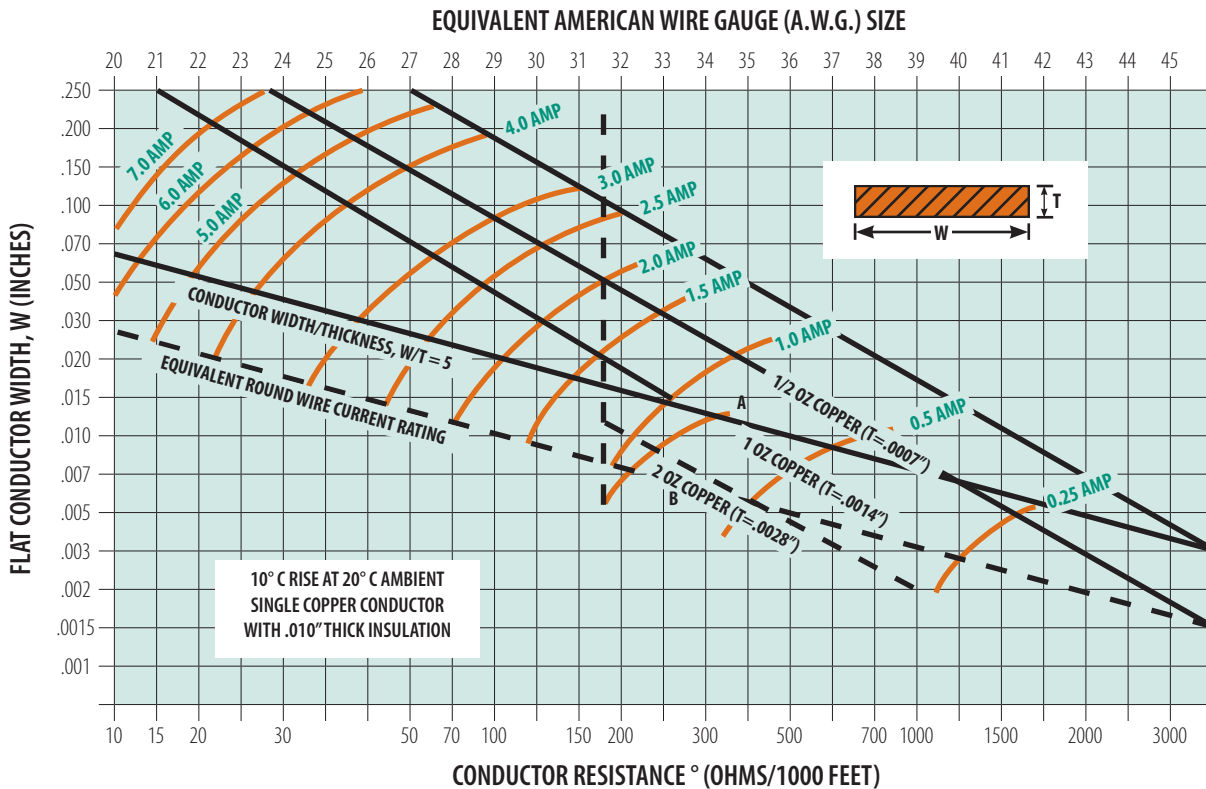 EQUIVALENT AMERICAN WIRE GAUGE (A.W.G.) SIZE
20 21 22 23 24 26 27 28 29 30 31 32 33 34 35 36 37 38 39 40 41 42 42 43 44 45
FLAT CONDUCTOR WIDTH, W (INCHES)
.250
.200
.150
.100
.070
.050
.030
.020
.015
.010
.007
.005
.003
.002
.0015
.001
7.0 AMP
6.0 AMP
5.0 AMP
4.0 AMP
3.0 AMP
2.5 AMP
2.0 AMP
1.5 AMP
1.0 AMP
0.5 AMP
0.25 AMP
T
W
CONDUCTOR WIDTH/THICKNESS, W/T = 5
EQUIVALENT ROUND WIRE CURRENT RATING
A
B
1/2 OZ COPPER (T=.0007")
1 OZ COPPER (T=.0014")
2 OZ COPPER (T=.0028")
10° C RISE AT 20° C AMBIENT
SINGLE COPPER CONDUCTOR
WITH .010" THICK INSULATION
10 15 20 30 50 70 100 150 200 300 500 700 1000 1500 2000 3000
CONDUCTOR RESISTANCE ° (OHMS/1000 FEET)